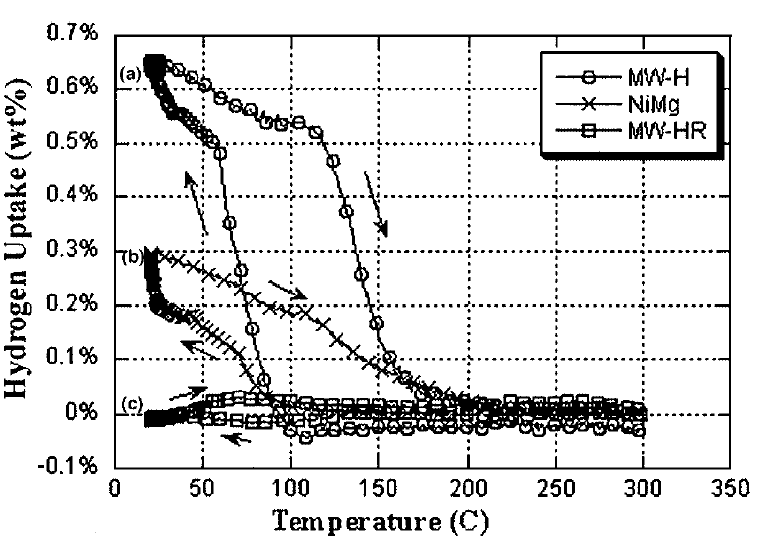 0.7%
0.6%
0.5%
0.4%
0.3%
0.2%
0.1%
0%
-0.1%
Hydrogen Uptake (wt%)
(a)
(b)
(c)
MW-H
NiMg
MW-HR
0 50 100 150 200 250 300 350
Temperature (C)